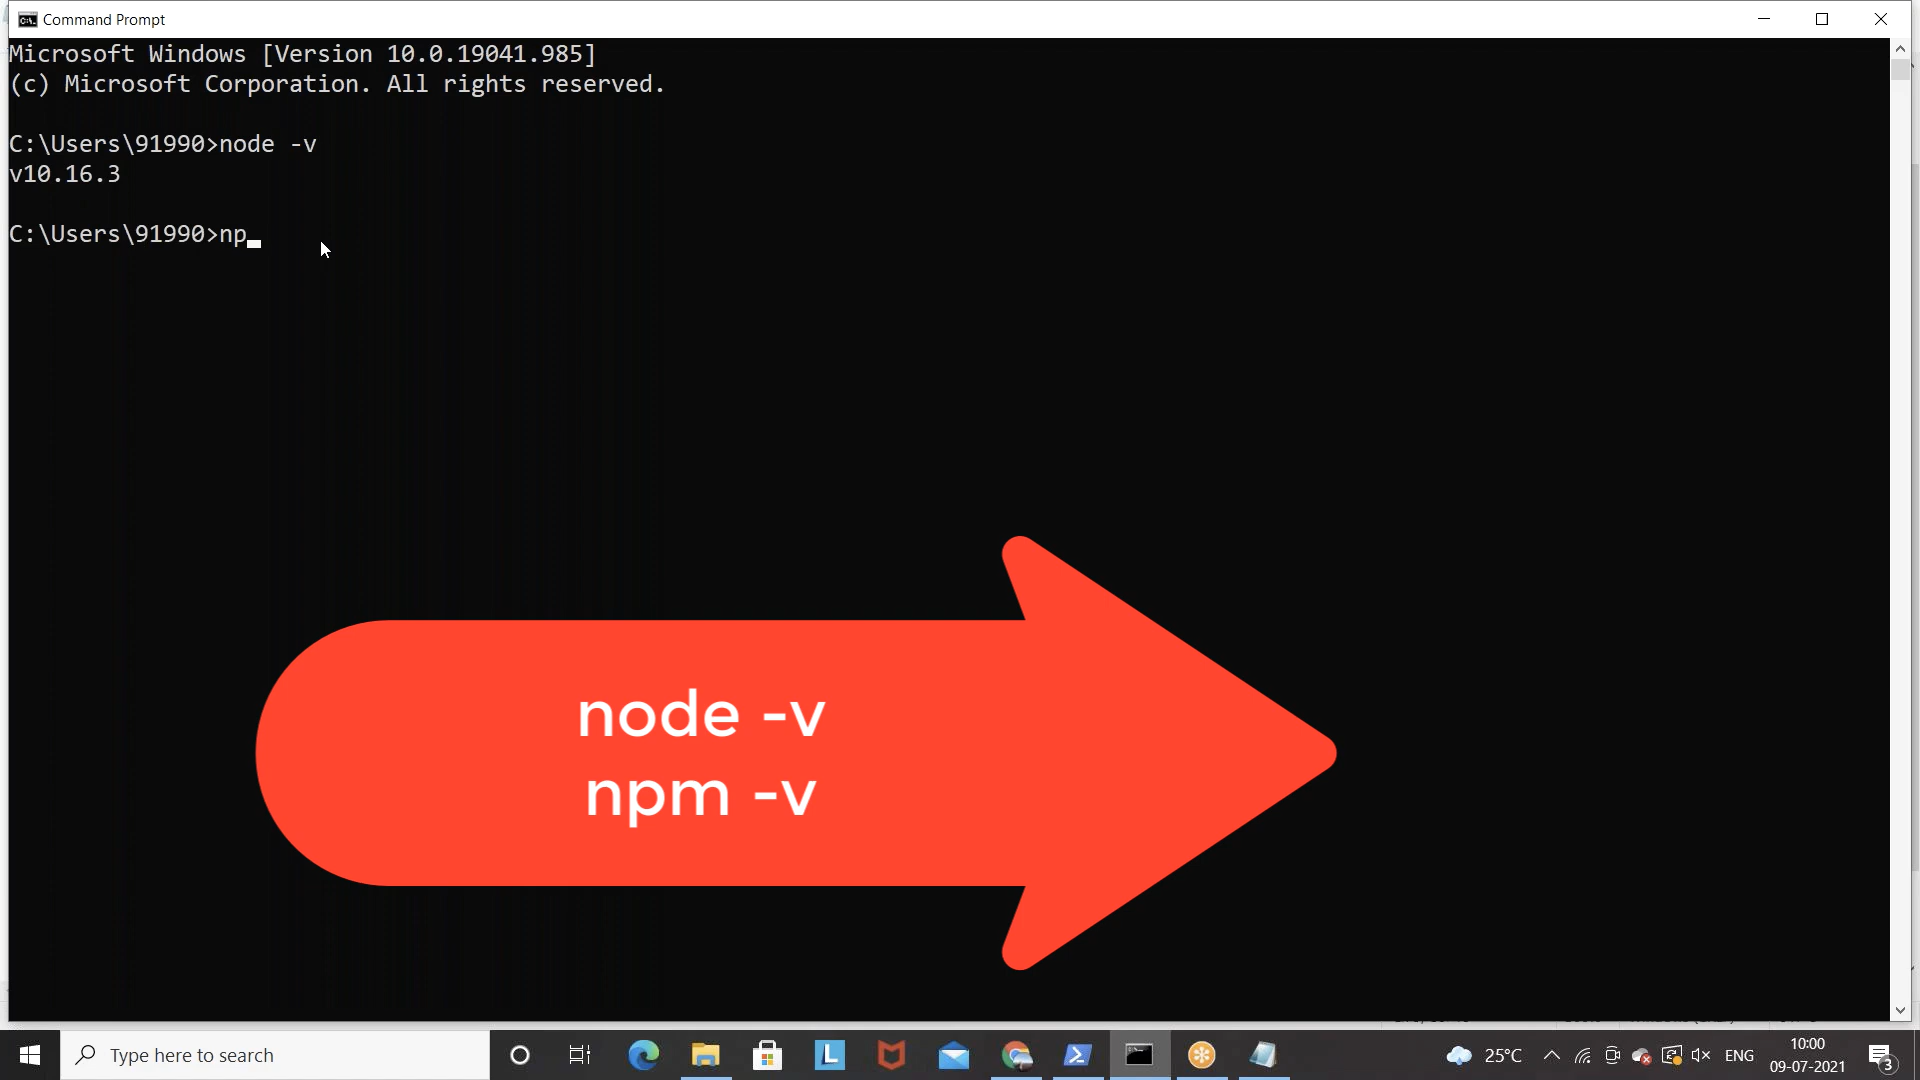 Command Prompt
Microsoft Windows [Version 10.0.19041.985]
(c) Microsoft Corporation. All rights reserved.
C:\Users\91990>node -v
v10.16.3
C:\Users\91990>np
node -v
npm -v
Type here to search
L
25°C
ENG
10:00
09-07-2021
3